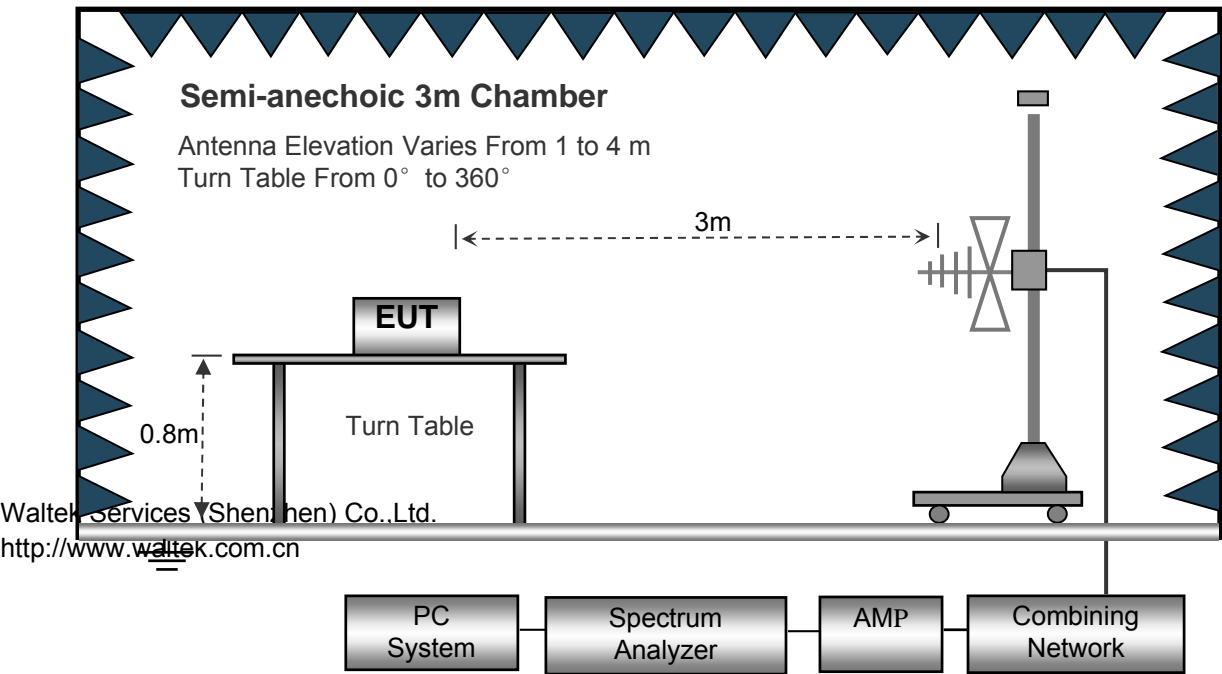 Semi-anechoic 3m Chamber
Antenna Elevation Varies From 1 to 4 m
Turn Table From 0° to 360°
3m
EUT
0.8m
Turn Table
Waltek Services (Shenzhen) Co.,Ltd.
http://www.waltek.com.cn
PC
System
Spectrum
Analyzer
AMP
Combining
Network